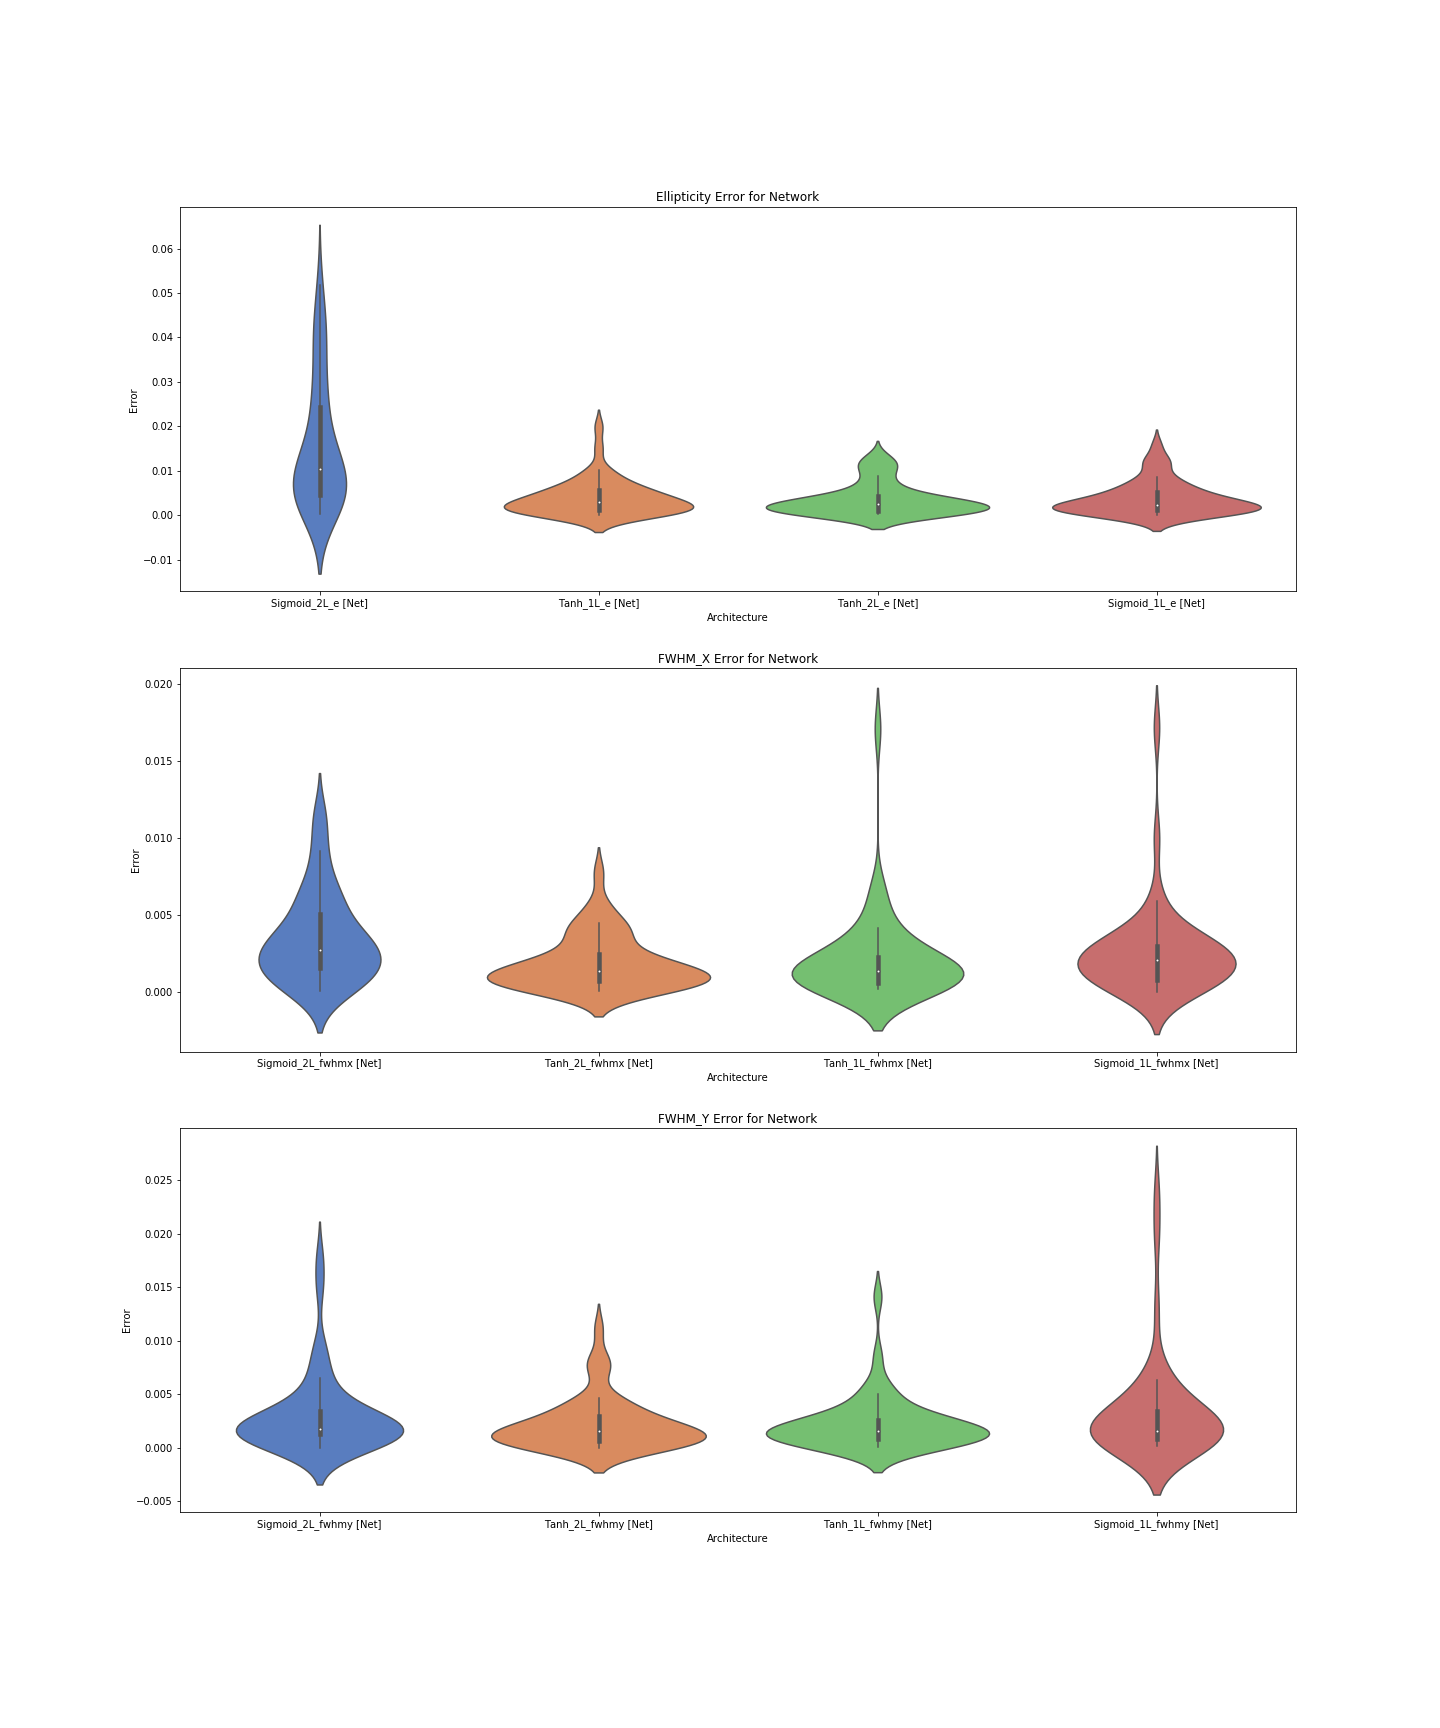 Ellipticity Error for Network
0.06
0.05
0.04
0.03
0.02
0.01
0.00
−0.01
Error
Sigmoid_2L_e [Net] Tanh_1L_e [Net] Tanh_2L_e [Net] Sigmoid_1L_e [Net]
Architecture
FWHM_X Error for Network
0.020
0.015
0.010
0.005
0.000
Error
Sigmoid_2L_fwhmx [Net] Tanh_2L_fwhmx [Net] Tanh_1L_fwhmx [Net] Sigmoid_1L_fwhmx [Net]
Architecture
FWHM_Y Error for Network
0.025
0.020
0.015
0.010
0.005
0.000
−0.005
Error
Sigmoid_2L_fwhmy [Net] Tanh_2L_fwhmy [Net] Tanh_1L_fwhmy [Net] Sigmoid_1L_fwhmy [Net]
Architecture